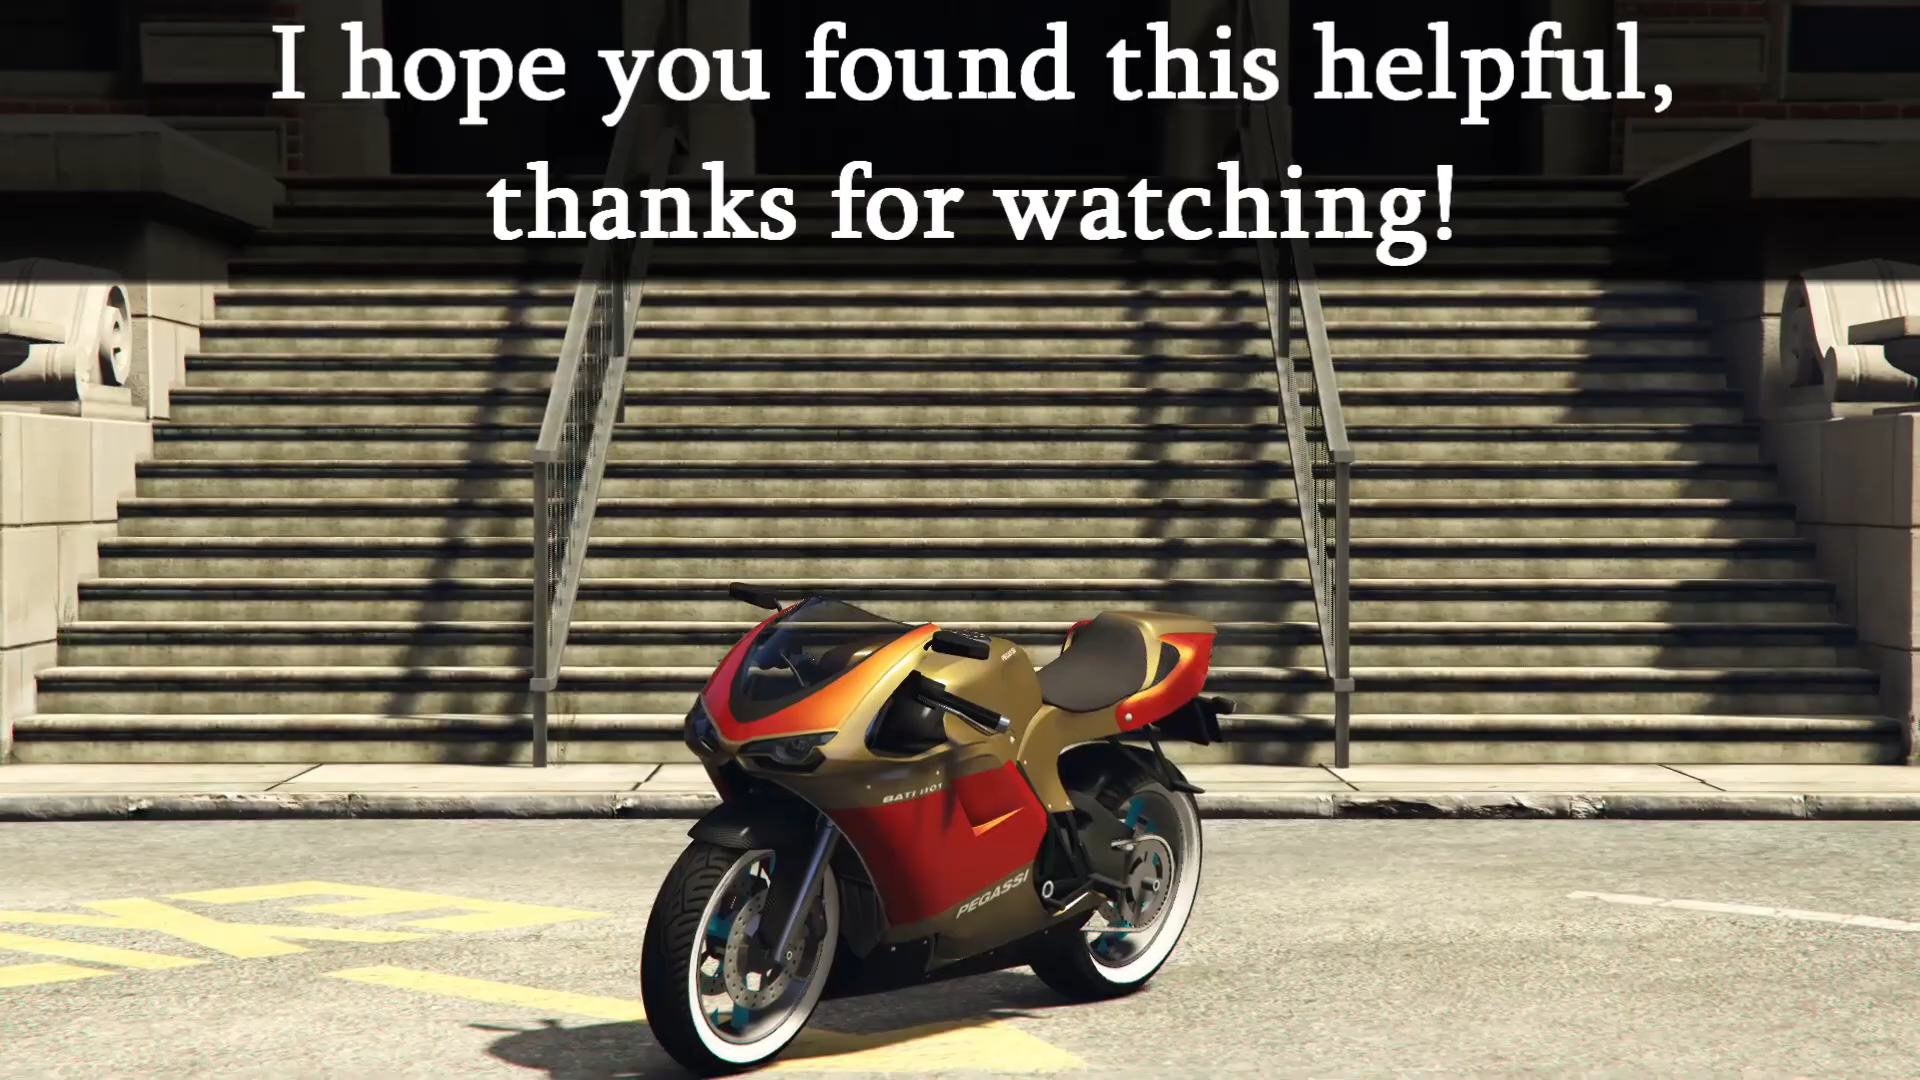 I hope you found this helpful,
thanks for watching!
BATI 801
PEGASSI